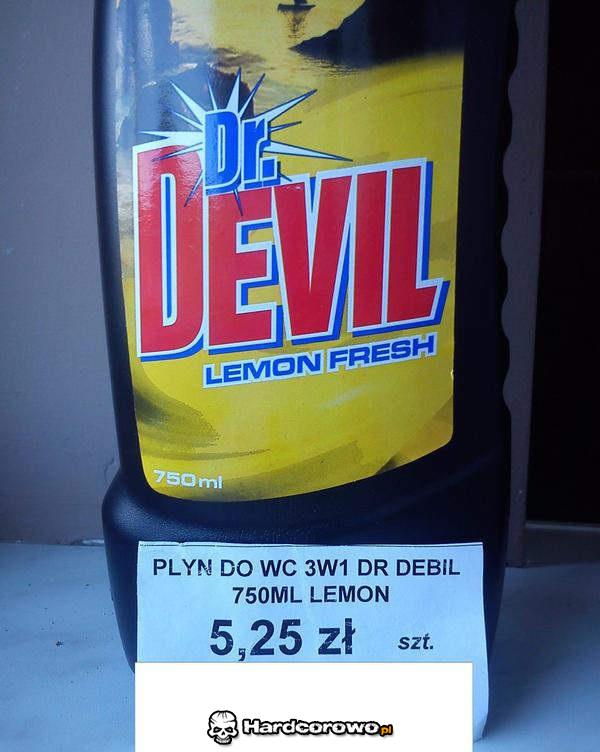 Dr.
DEVIL
LEMON FRESH
750ml
PLYN DO WC 3W1 DR DEBIL
750ML LEMON
5,25 zł szt.
Hardcorowo.pl